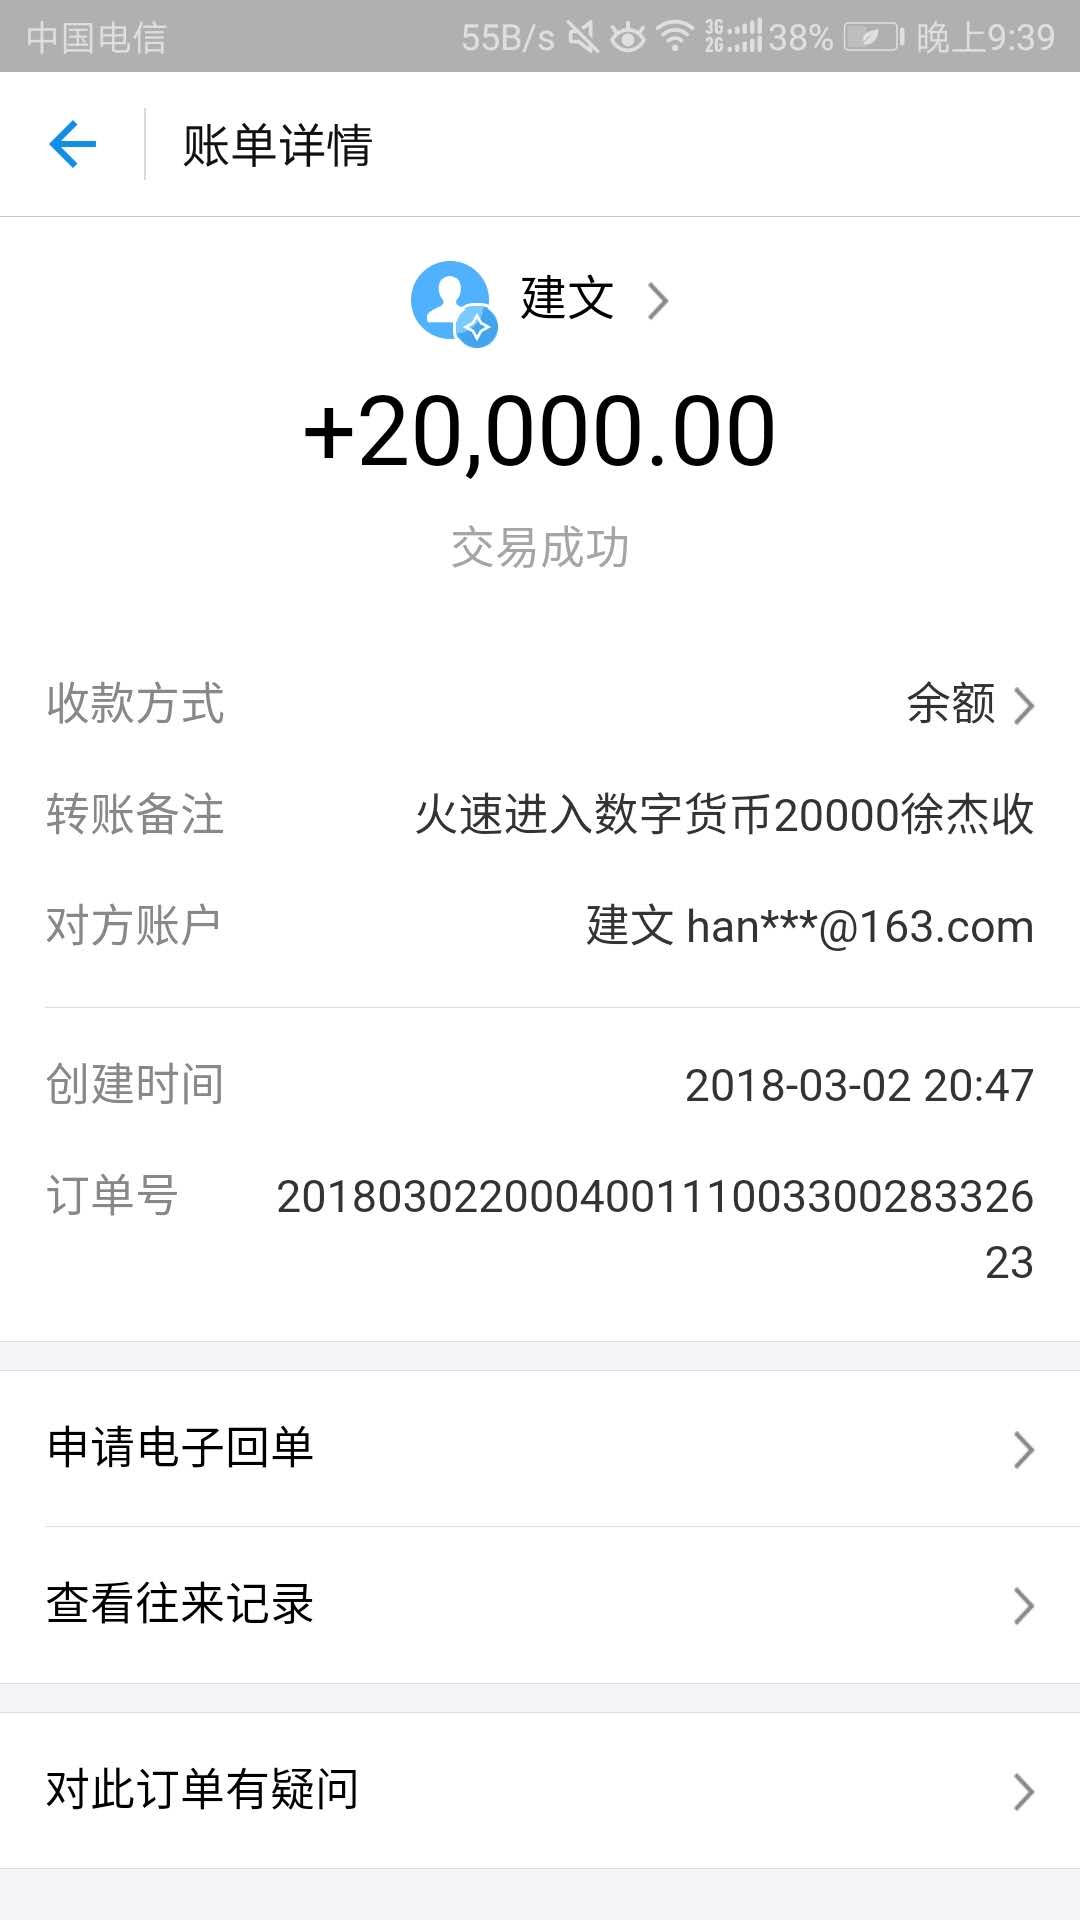 中国电信 55B/s 3G 2G 38% 晚上9:39
账单详情
建文
+20,000.00
交易成功
收款方式 余额
转账备注 火速进入数字货币20000徐杰收
对方账户 建文 han***@163.com
创建时间 2018-03-02 20:47
订单号 201803022000400111003300283326
23
申请电子回单
查看往来记录
对此订单有疑问